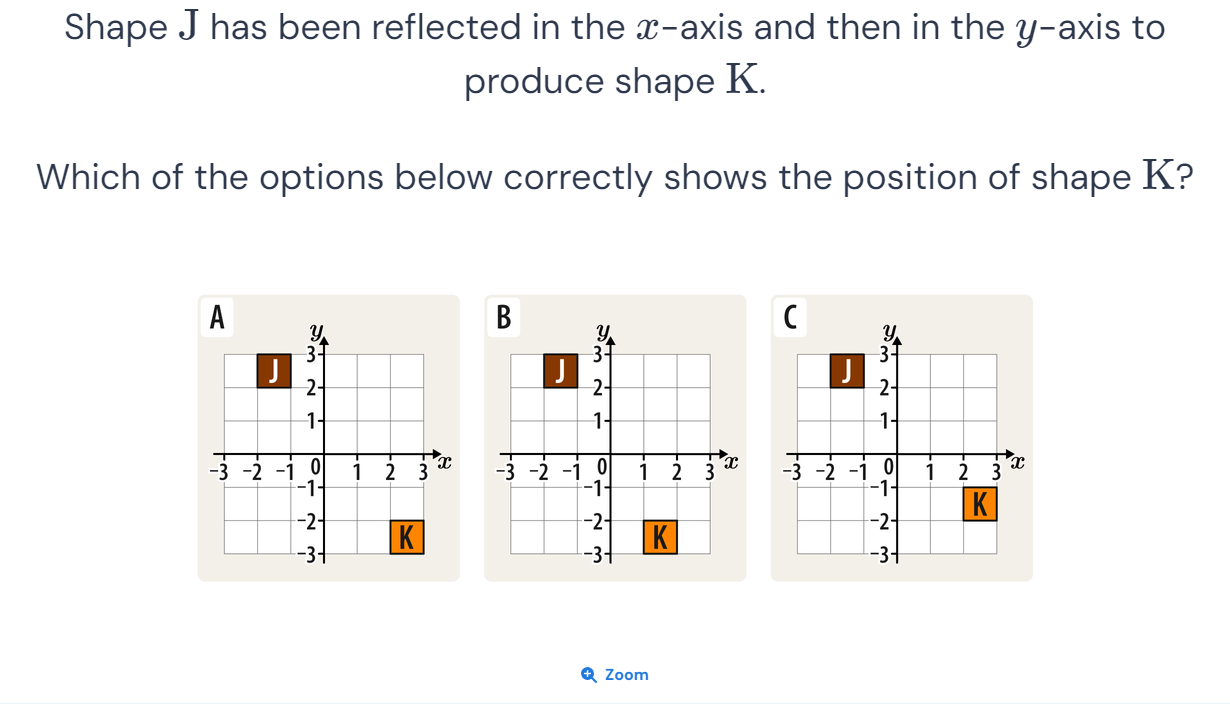 Shape J has been reflected in the x-axis and then in the y-axis to
produce shape K.
Which of the options below correctly shows the position of shape K?
A
y
3
J
2
1
−3 −2 −1 0 1 2 3 x
−1
−2
K
−3
B
y
3
J
2
1
−3 −2 −1 0 1 2 3 x
−1
−2
K
−3
C
y
3
J
2
1
−3 −2 −1 0 1 2 3 x
−1
K
−2
−3
Zoom